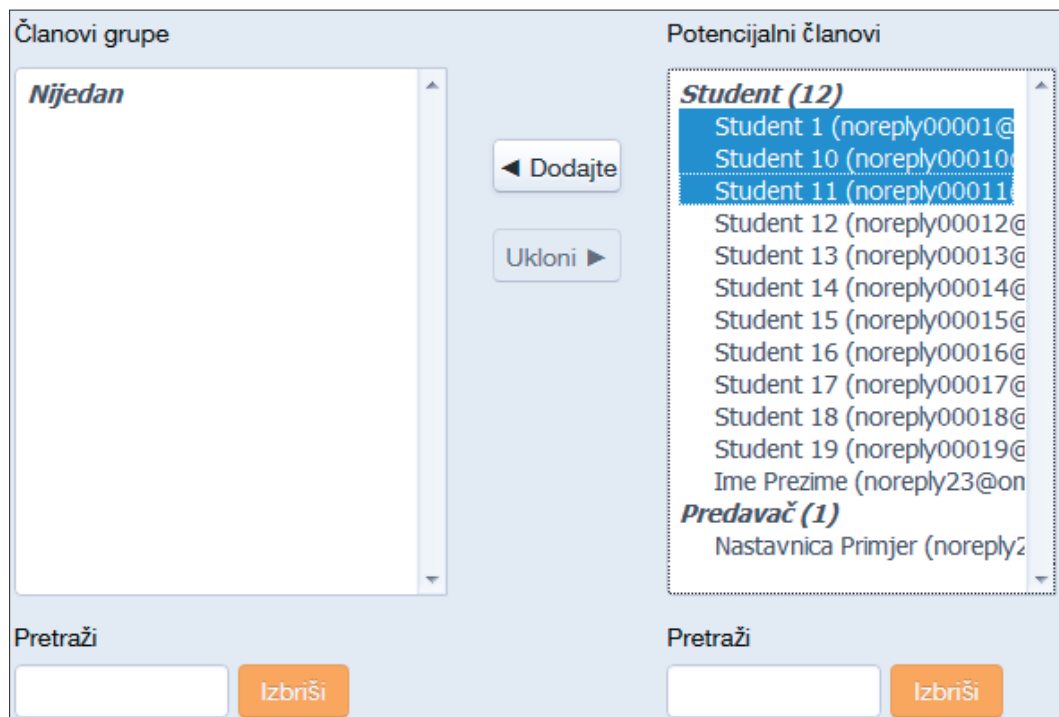 Članovi grupe
Nijedan
◄ Dodajte
Ukloni ►
Potencijalni članovi
Student (12)
Student 1 (noreply00001@
Student 10 (noreply00010
Student 11 (noreply00011
Student 12 (noreply00012@
Student 13 (noreply00013@
Student 14 (noreply00014@
Student 15 (noreply00015@
Student 16 (noreply00016@
Student 17 (noreply00017@
Student 18 (noreply00018@
Student 19 (noreply00019@
Ime Prezime (noreply23@om
Predavač (1)
Nastavnica Primjer (noreply2
Pretraži
Izbriši
Pretraži
Izbriši